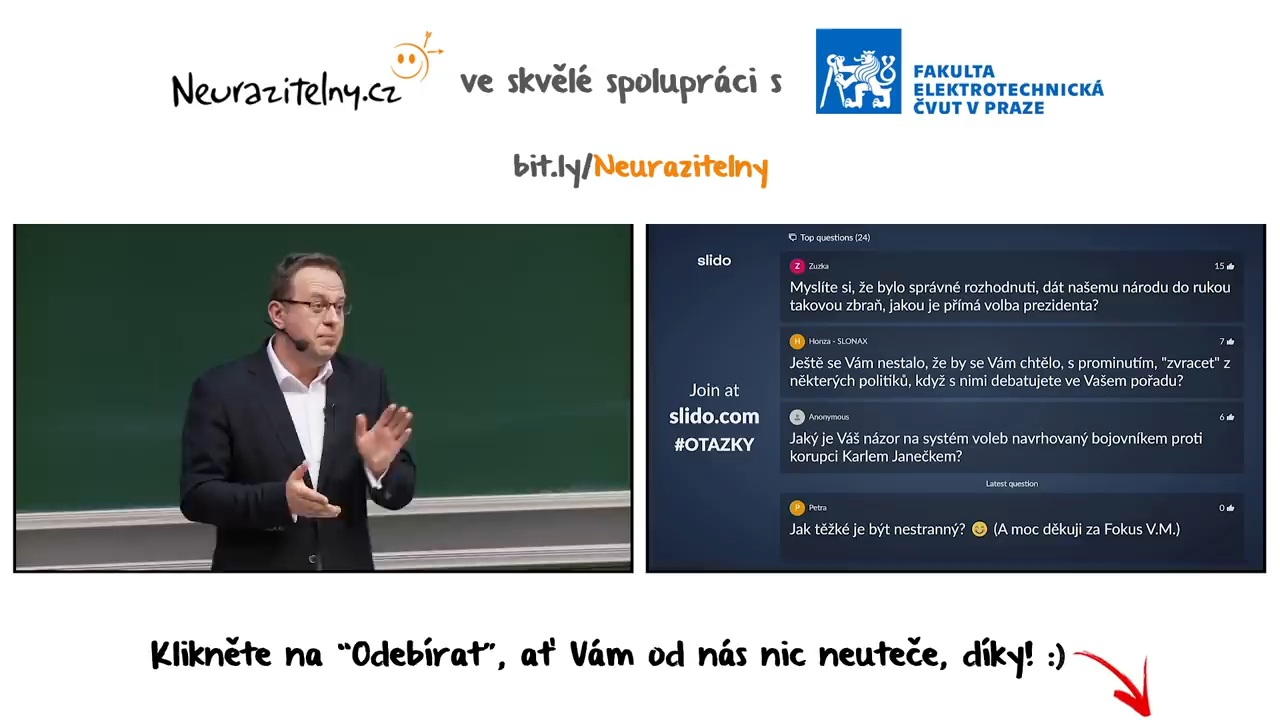 Neurazitelny.cz ve skvělé spolupráci s
FAKULTA
ELEKTROTECHNICKÁ
ČVUT V PRAZE
bit.ly/Neurazitelny
slido
Join at
slido.com
#OTAZKY
Top questions (24)
Z Zuzka 15
Myslíte si, že bylo správné rozhodnuti, dát našemu národu do rukou
takovou zbraň, jakou je přímá volba prezidenta?
H Honza - SLONAX 7
Ještě se Vám nestalo, že by se Vám chtělo, s prominutím, "zvracet" z
některých politiků, když s nimi debatujete ve Vašem pořadu?
Anonymous 6
Jaký je Váš názor na systém voleb navrhovaný bojovníkem proti
korupci Karlem Janečkem?
Latest question
P Petra 0
Jak těžké je být nestranný? 😊 (A moc děkuji za Fokus V.M.)
Klikněte na "Odebírat", ať Vám od nás nic neuteče, díky! :)